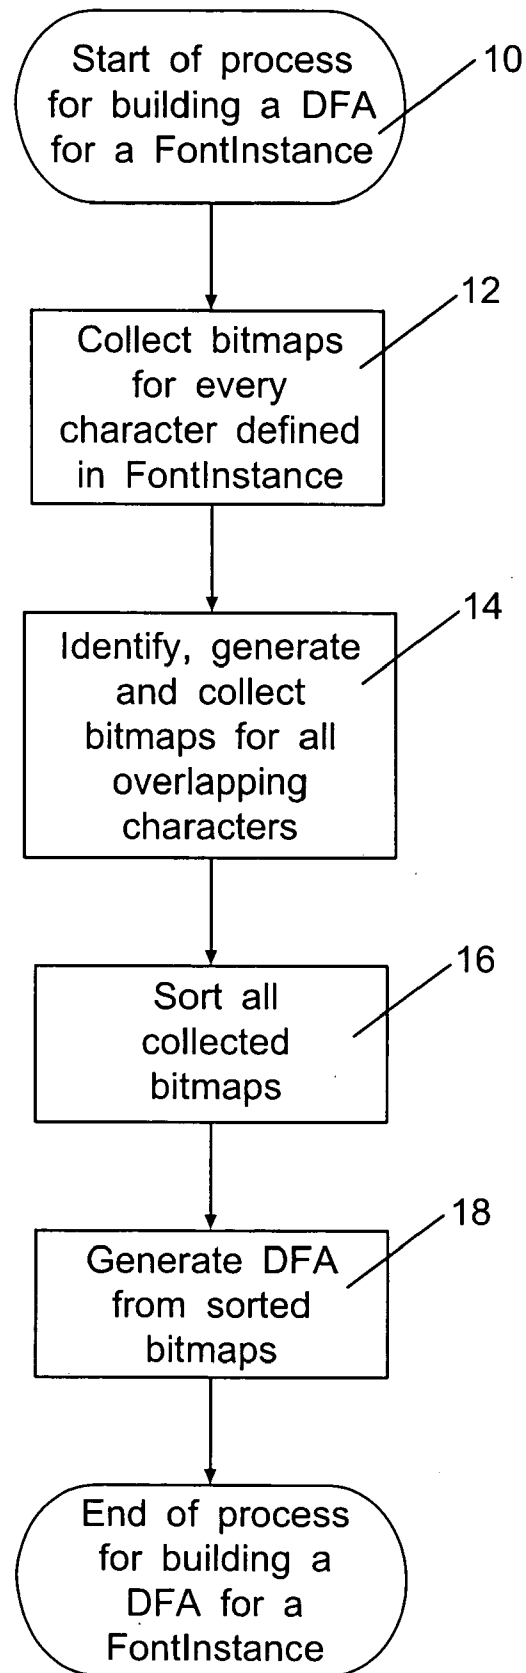 Start of process
for building a DFA
for a FontInstance
10
12
Collect bitmaps
for every
character defined
in FontInstance
14
Identify, generate
and collect
bitmaps for all
overlapping
characters
16
Sort all
collected
bitmaps
18
Generate DFA
from sorted
bitmaps
End of process
for building a
DFA for a
FontInstance